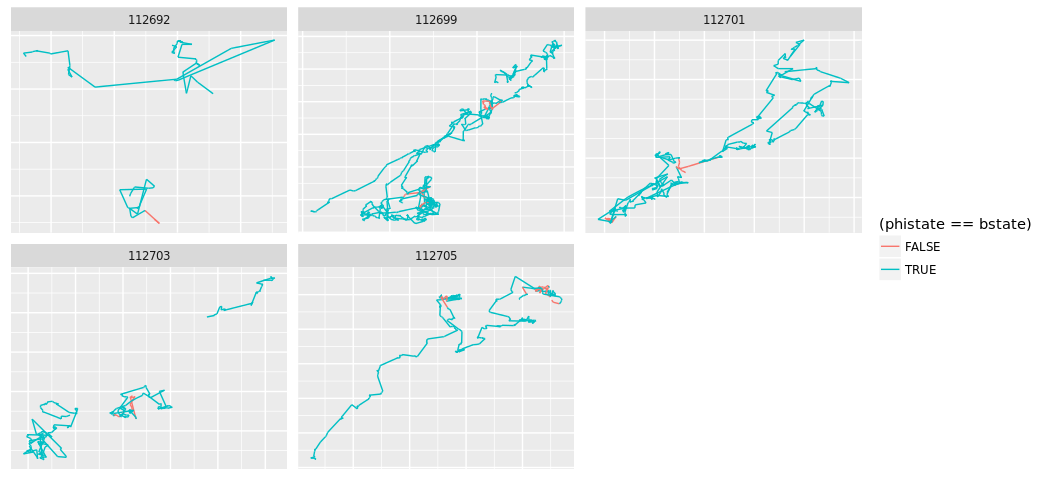 112692
112699
112701
112703
112705
(phistate == bstate)
FALSE
TRUE